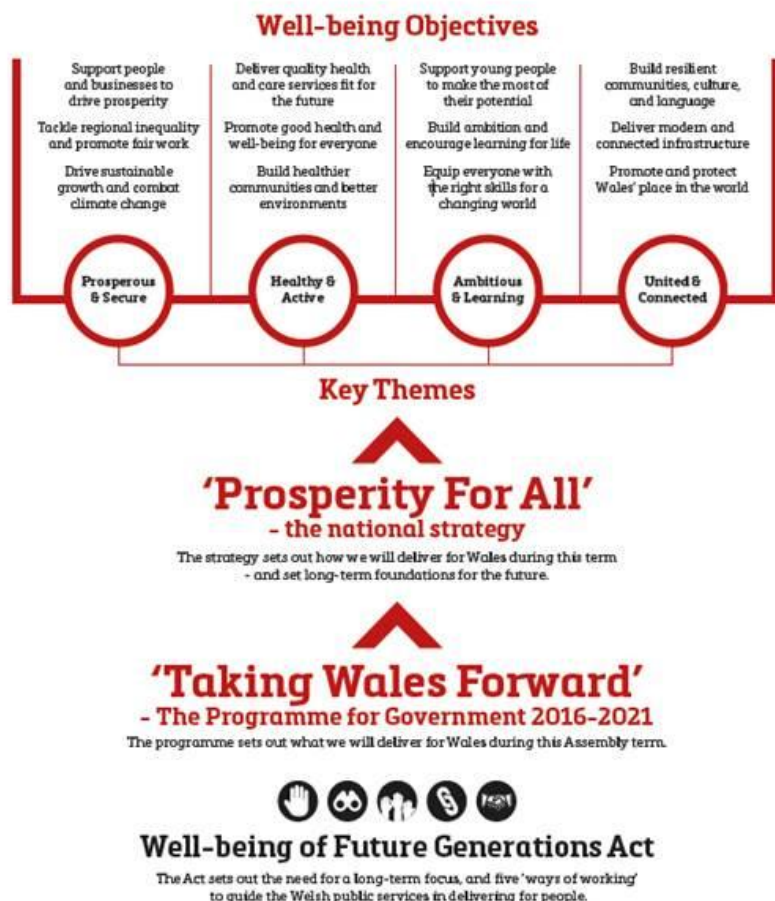 Well-being Objectives
Support people
and businesses to
drive prosperity
Tackle regional inequality
and promote fair work
Drive sustainable
growth and combat
climate change
Deliver quality health
and care services fit for
the future
Promote good health and
well-being for everyone
Build healthier
communities and better
environments
Support young people
to make the most of
their potential
Build ambition and
encourage learning for life
Equip everyone with
the right skills for a
changing world
Build resilient
communities, culture,
and language
Deliver modern and
connected infrastructure
Promote and protect
Wales' place in the world
Prosperous
& Secure
Healthy &
Active
Ambitious
& Learning
United &
Connected
Key Themes
'Prosperity For All'
- the national strategy
The strategy sets out how we will deliver for Wales during this term
- and set long-term foundations for the future.
'Taking Wales Forward'
- The Programme for Government 2016-2021
The programme sets out what we will deliver for Wales during this Assembly term.
Well-being of Future Generations Act
The Act sets out the need for a long-term focus, and five 'ways of working'
to guide the Welsh public services in delivering for people.